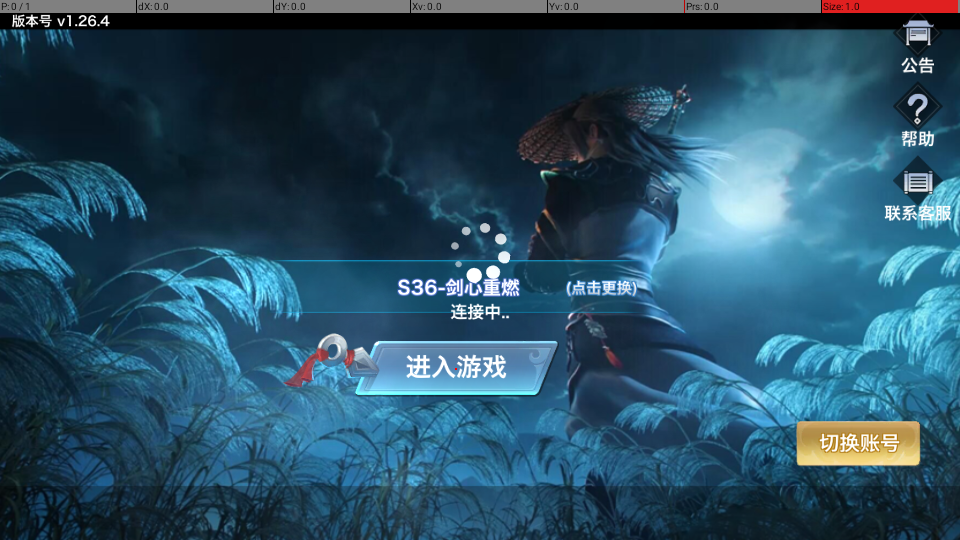 P: 0 / 1 dX: 0.0 dY: 0.0 Xv: 0.0 Yv: 0.0 Prs: 0.0 Size: 1.0
版本号 v1.26.4
公告
帮助
联系客服
S36-剑心重燃 (点击更换)
连接中..
进入游戏
切换账号